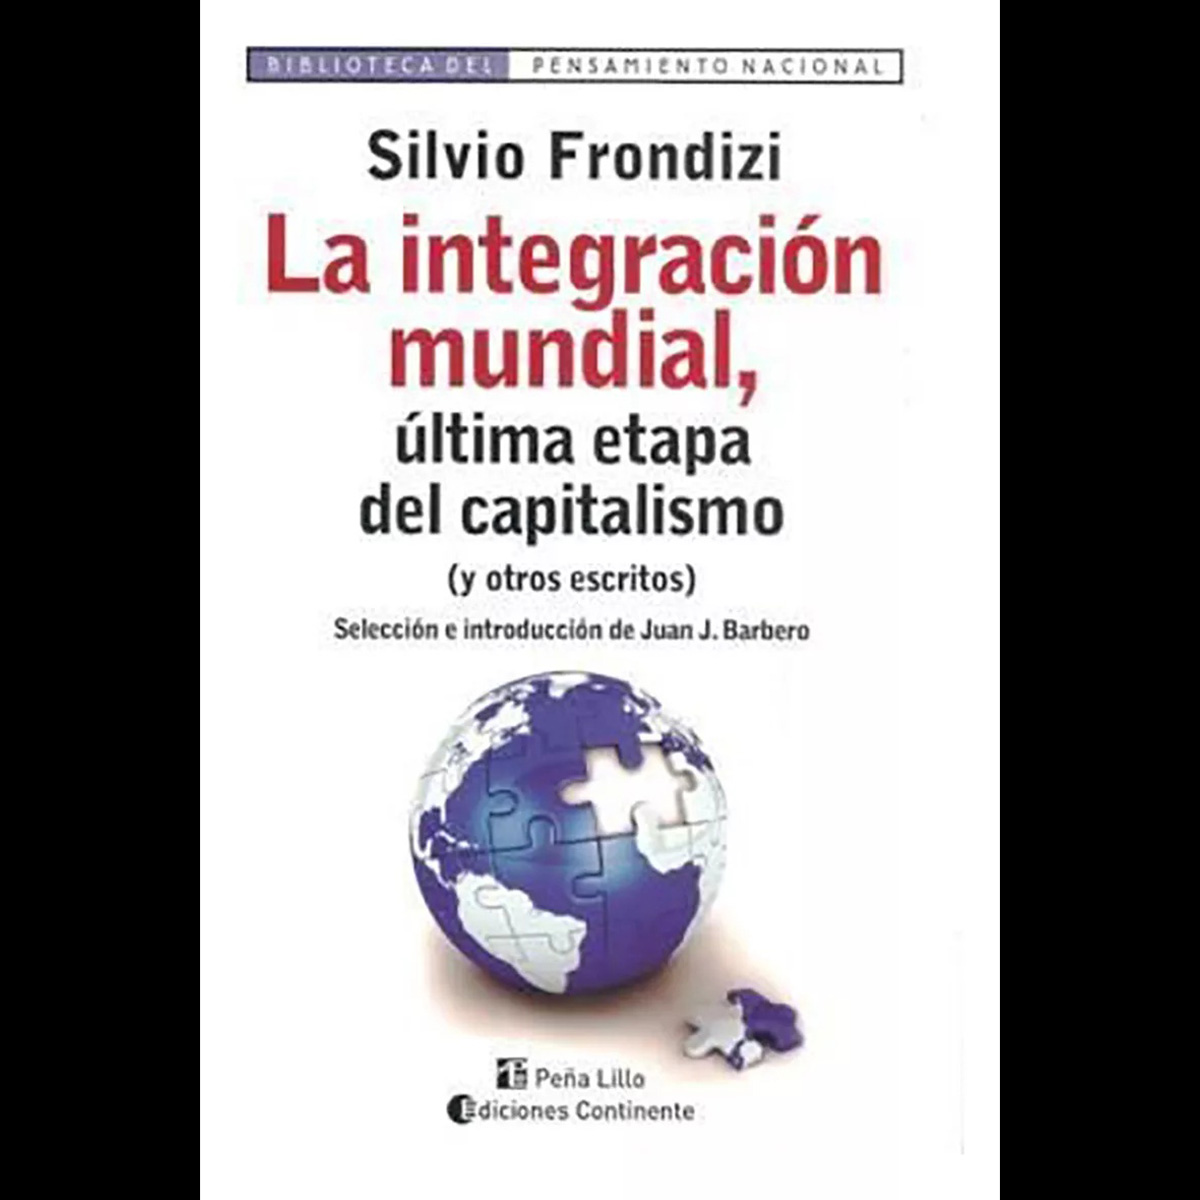 BIBLIOTECA DEL PENSAMIENTO NACIONAL
Silvio Frondizi
La integración
mundial,
última etapa
del capitalismo
(y otros escritos)
Selección e introducción de Juan J. Barbero
Peña Lillo
Ediciones Continente